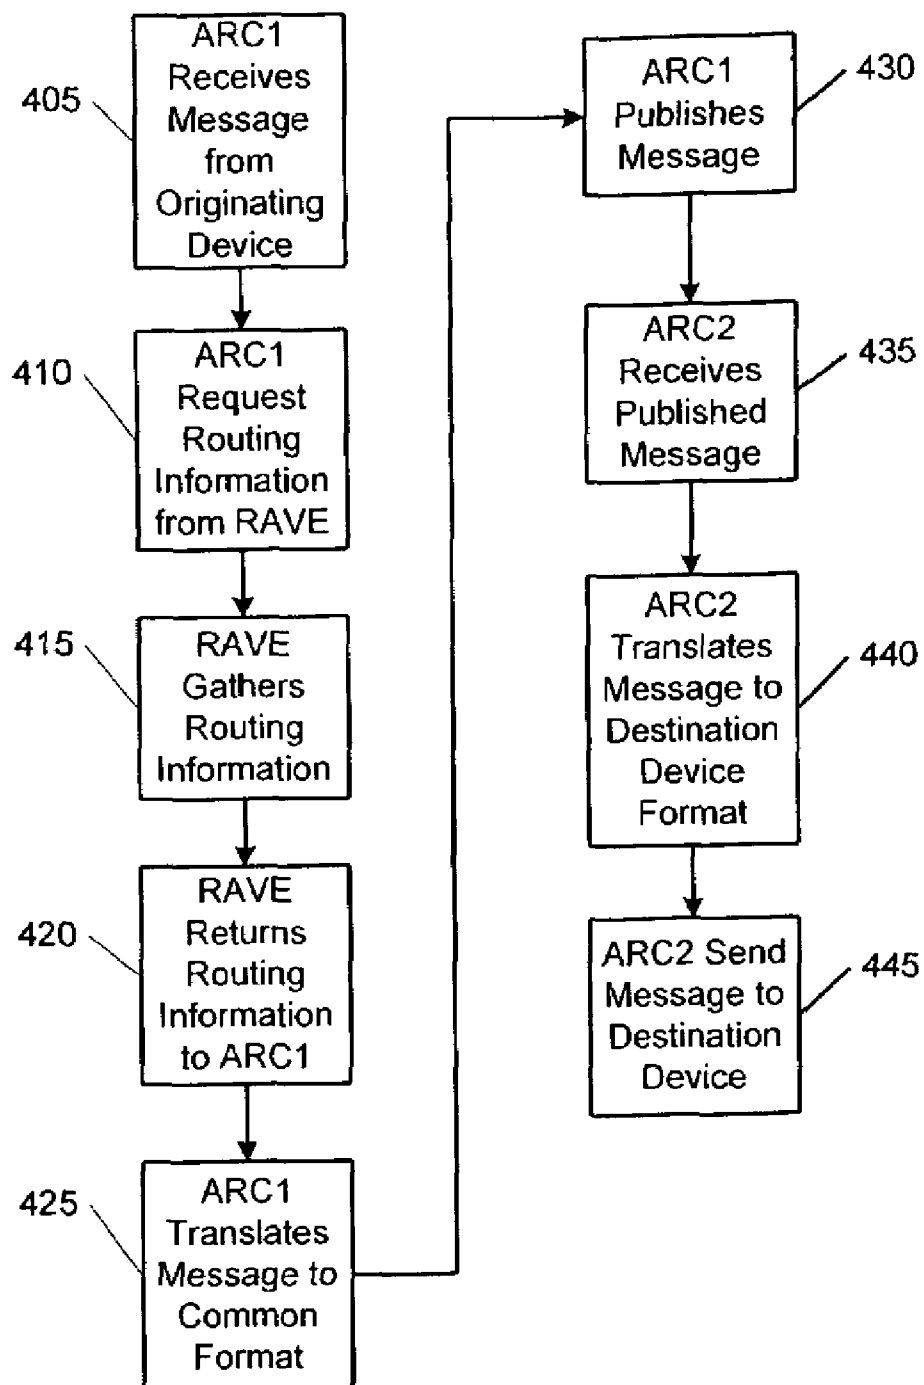 405
ARC1
Receives
Message
from
Originating
Device
410
ARC1
Request
Routing
Information
from RAVE
415
RAVE
Gathers
Routing
Information
420
RAVE
Returns
Routing
Information
to ARC1
425
ARC1
Translates
Message to
Common
Format
ARC1
Publishes
Message
430
ARC2
Receives
Published
Message
435
ARC2
Translates
Message to
Destination
Device
Format
440
ARC2 Send
Message to
Destination
Device
445